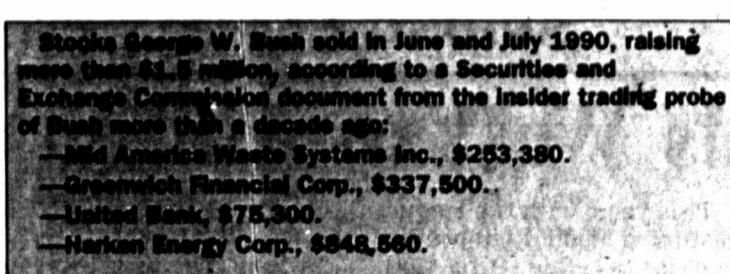 Stocks George W. Bush sold in June and July 1990, raising
more than $1.5 million, according to a Securities and
Exchange Commission document from the insider trading probe
of Bush more than a decade ago:
—Mid America Waste Systems Inc., $253,380.
—Greenwich Financial Corp., $337,500.
—United Bank, $75,300.
—Harken Energy Corp., $848,560.